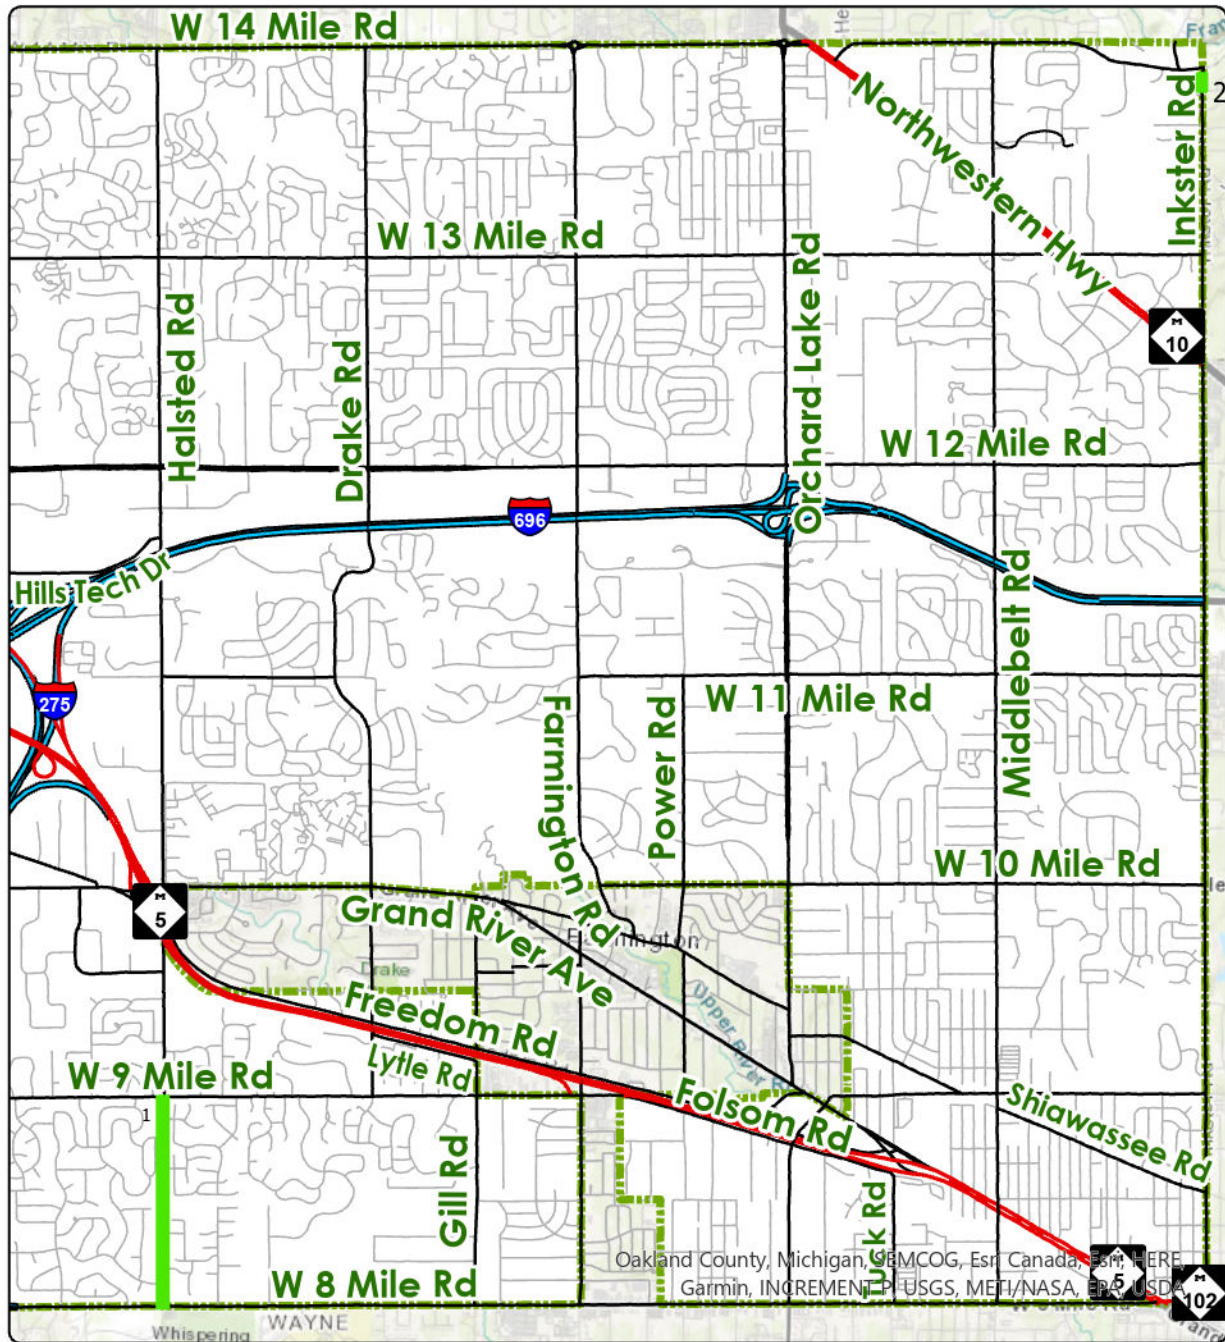 W 14 Mile Rd
Northwestern Hwy
Inkster Rd
2
W 13 Mile Rd
Orchard Lake Rd
Halsted Rd
Drake Rd
M
10
W 12 Mile Rd
696
Hills Tech Dr
Middlebelt Rd
275
Farmington Rd
Power Rd
W 11 Mile Rd
W 10 Mile Rd
M
5
Grand River Ave
Farmington
Drake
Freedom Rd
Upper River
Lytle Rd
W 9 Mile Rd
1
Folsom Rd
Shiawassee Rd
Gill Rd
Tuck Rd
W 8 Mile Rd
Oakland County, Michigan, SEMCOG, Esri Canada, Esri, HERE,
Garmin, INCREMENT P, USGS, METI/NASA, EPA, USDA
M
5
M
102
Whispering
WAYNE